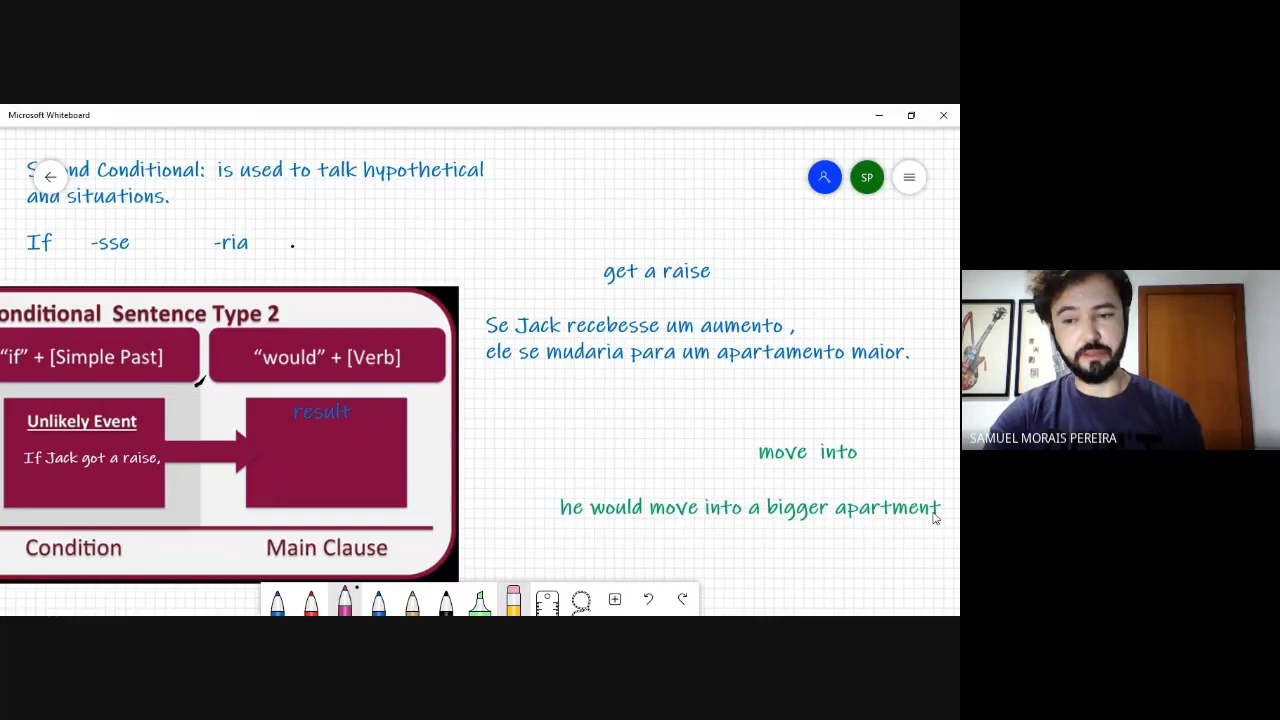 Microsoft Whiteboard
nd Conditional: is used to talk hypothetical
and situations.
If -sse -ria .
get a raise
onditional Sentence Type 2
Se Jack recebesse um aumento ,
ele se mudaria para um apartamento maior.
"if" + [Simple Past]
"would" + [Verb]
result
Unlikely Event
If Jack got a raise,
move into
he would move into a bigger apartment
Condition
Main Clause
SP
SAMUEL MORAIS PEREIRA